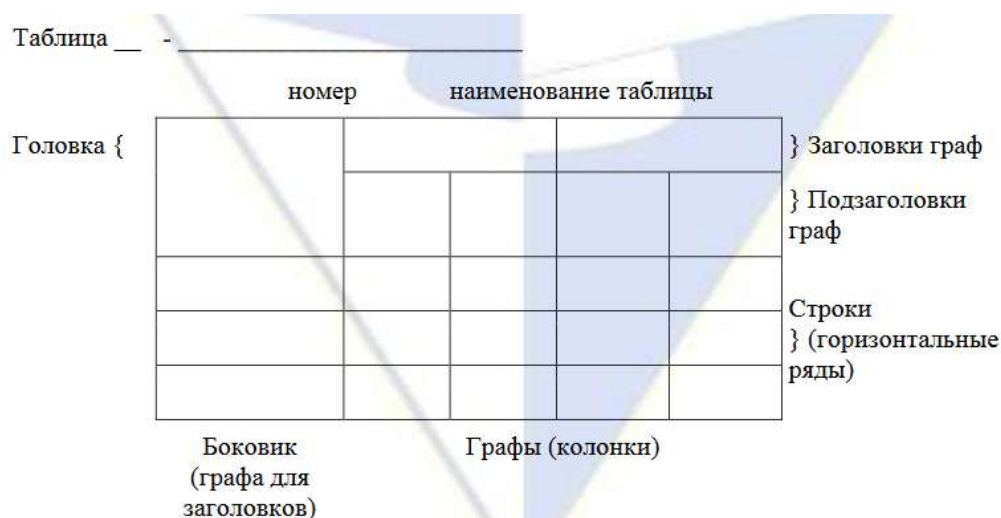 Таблица __ - ___________________________
номер наименование таблицы
Головка {
} Заголовки граф
} Подзаголовки
граф
Строки
} (горизонтальные
ряды)
Боковик
(графа для
заголовков)
Графы (колонки)